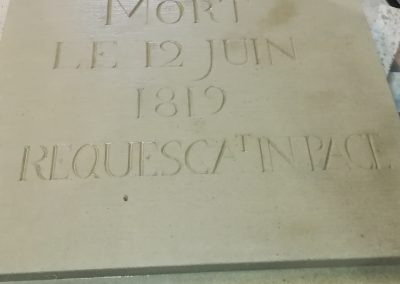 MORT
LE 12 JUIN
1819
REQUESCAT IN PACE